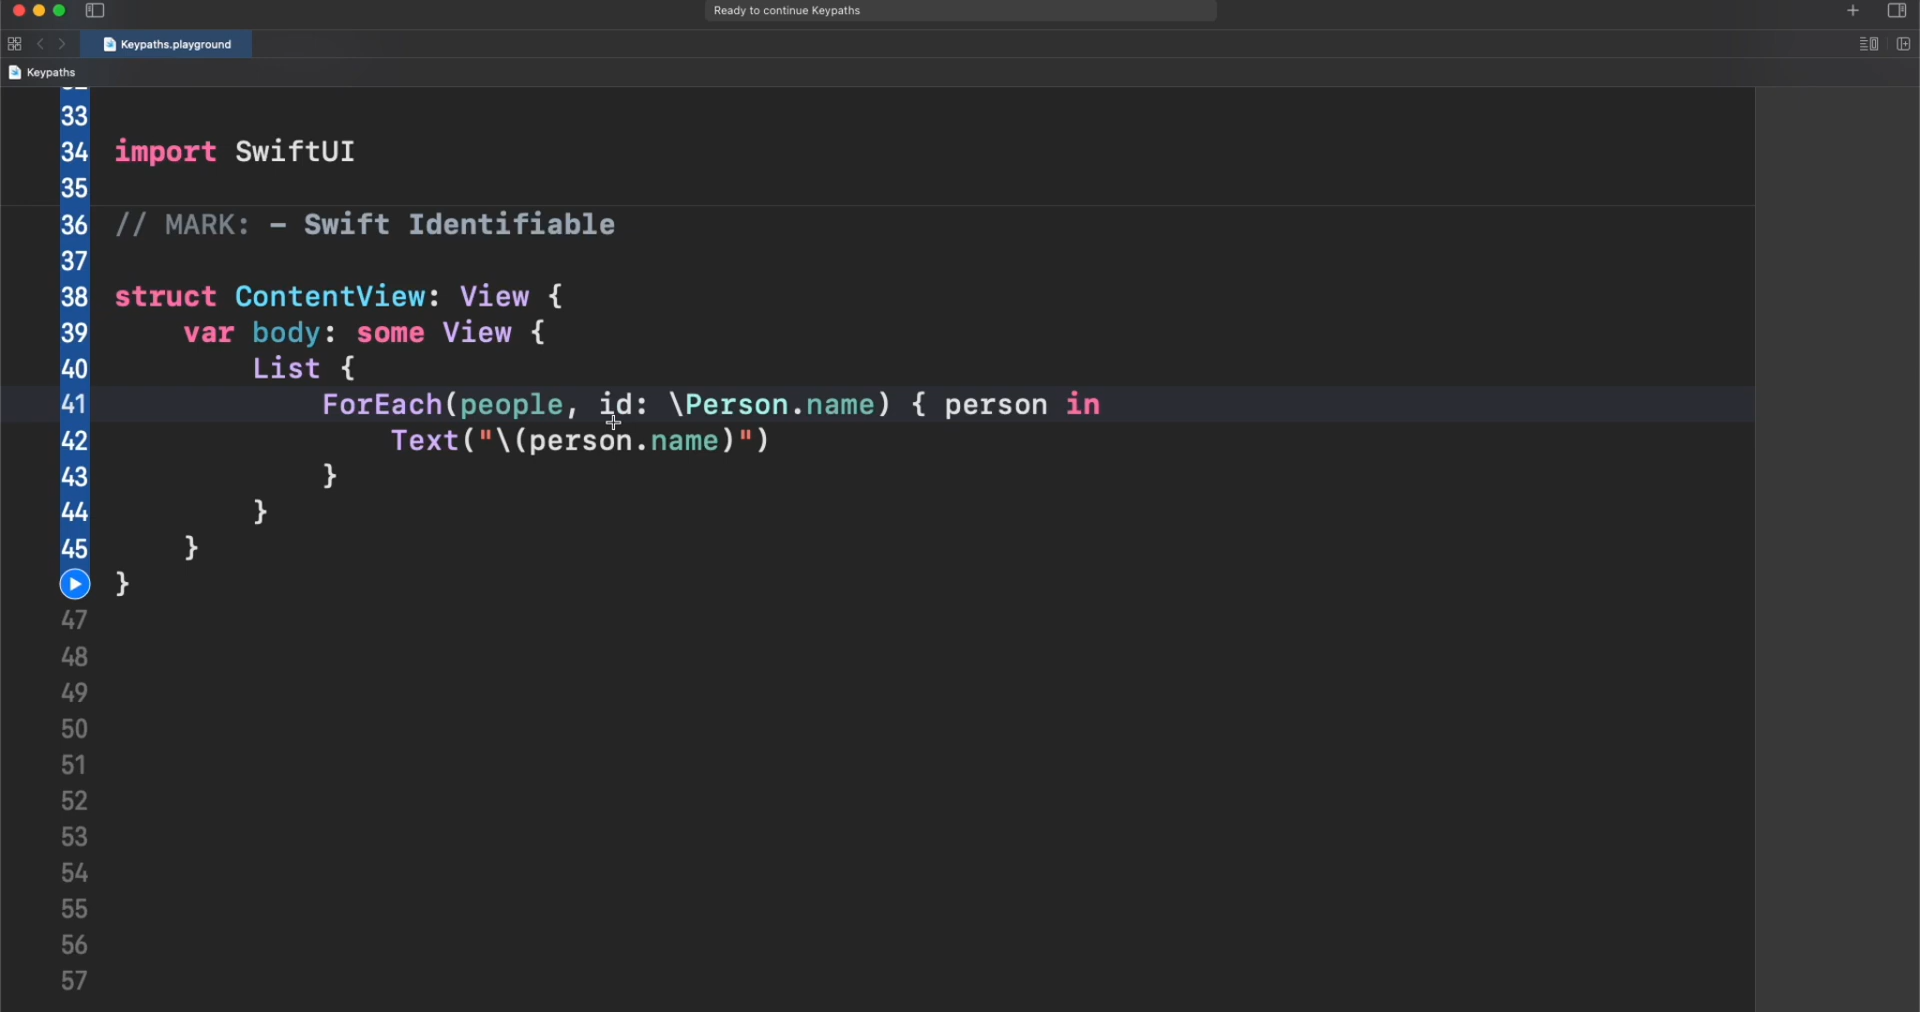 Ready to continue Keypaths
Keypaths.playground
Keypaths
33
34 import SwiftUI
35
36 // MARK: - Swift Identifiable
37
38 struct ContentView: View {
39 var body: some View {
40 List {
41 ForEach(people, id: \Person.name) { person in
42 Text("\(person.name)")
43 }
44 }
45 }
}
47
48
49
50
51
52
53
54
55
56
57